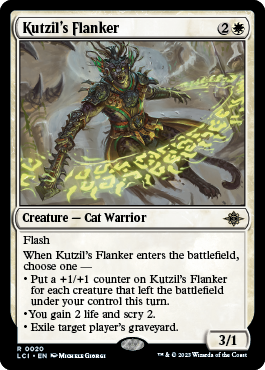 Kutzil's Flanker 2
Creature — Cat Warrior
Flash
When Kutzil's Flanker enters the battlefield,
choose one —
• Put a +1/+1 counter on Kutzil's Flanker
for each creature that left the battlefield
under your control this turn.
•You gain 2 life and scry 2.
• Exile target player's graveyard.
3/1
R 0020
LCI • EN Michele Giorgi
™ & © 2023 Wizards of the Coast